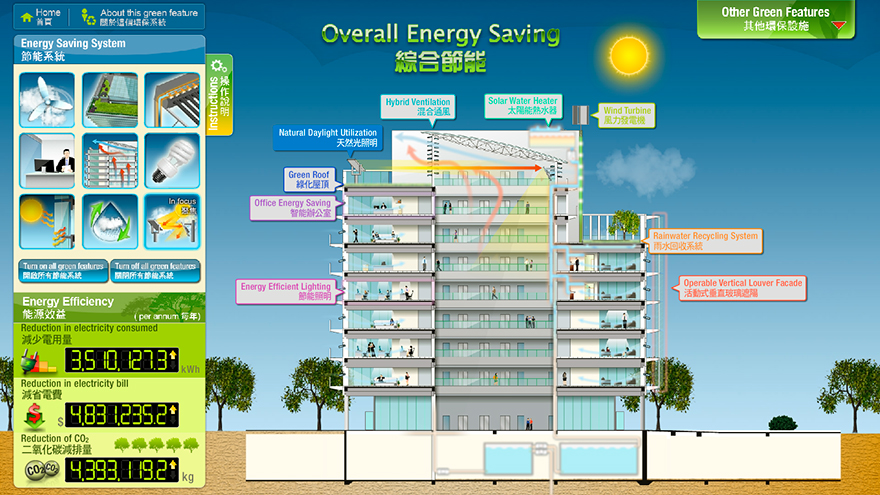 Home
首頁
About this green feature
關於這個環保系統
Other Green Features
其他環保設施
Energy Saving System
節能系統
Instructions
操作說明
Overall Energy Saving
綜合節能
Hybrid Ventilation
混合通風
Solar Water Heater
太陽能熱水器
Wind Turbine
風力發電機
Natural Daylight Utilization
天然光照明
Green Roof
綠化屋頂
Office Energy Saving
智能辦公室
Rainwater Recycling System
雨水回收系統
Energy Efficient Lighting
節能照明
Operable Vertical Louver Facade
活動式垂直玻璃遮陽
In focus
聚焦
Turn on all green features
開啟所有節能系統
Turn off all green features
關閉所有節能系統
Energy Efficiency
能源效益
( per annum 每年)
Reduction in electricity consumed
減少電用量
3,510,127.3 kWh
Reduction in electricity bill
減省電費
$ 4,831,235.2
Reduction of CO₂
二氧化碳減排量
CO₂ CO₂
4,393,119.2 kg